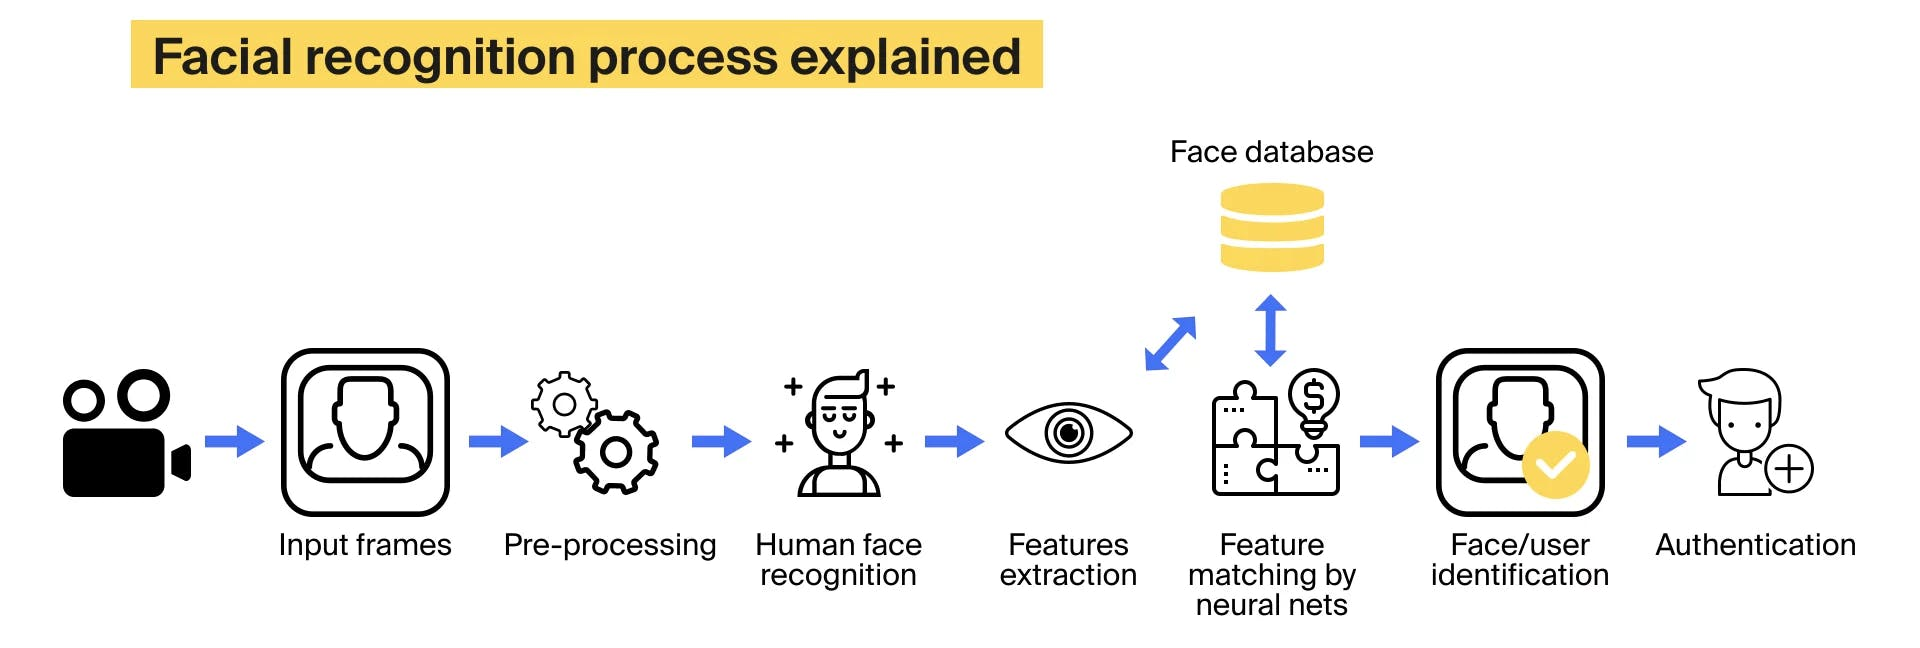 Facial recognition process explained
Face database
$
Input frames
Pre-processing
Human face
recognition
Features
extraction
Feature
matching by
neural nets
Face/user
identification
Authentication